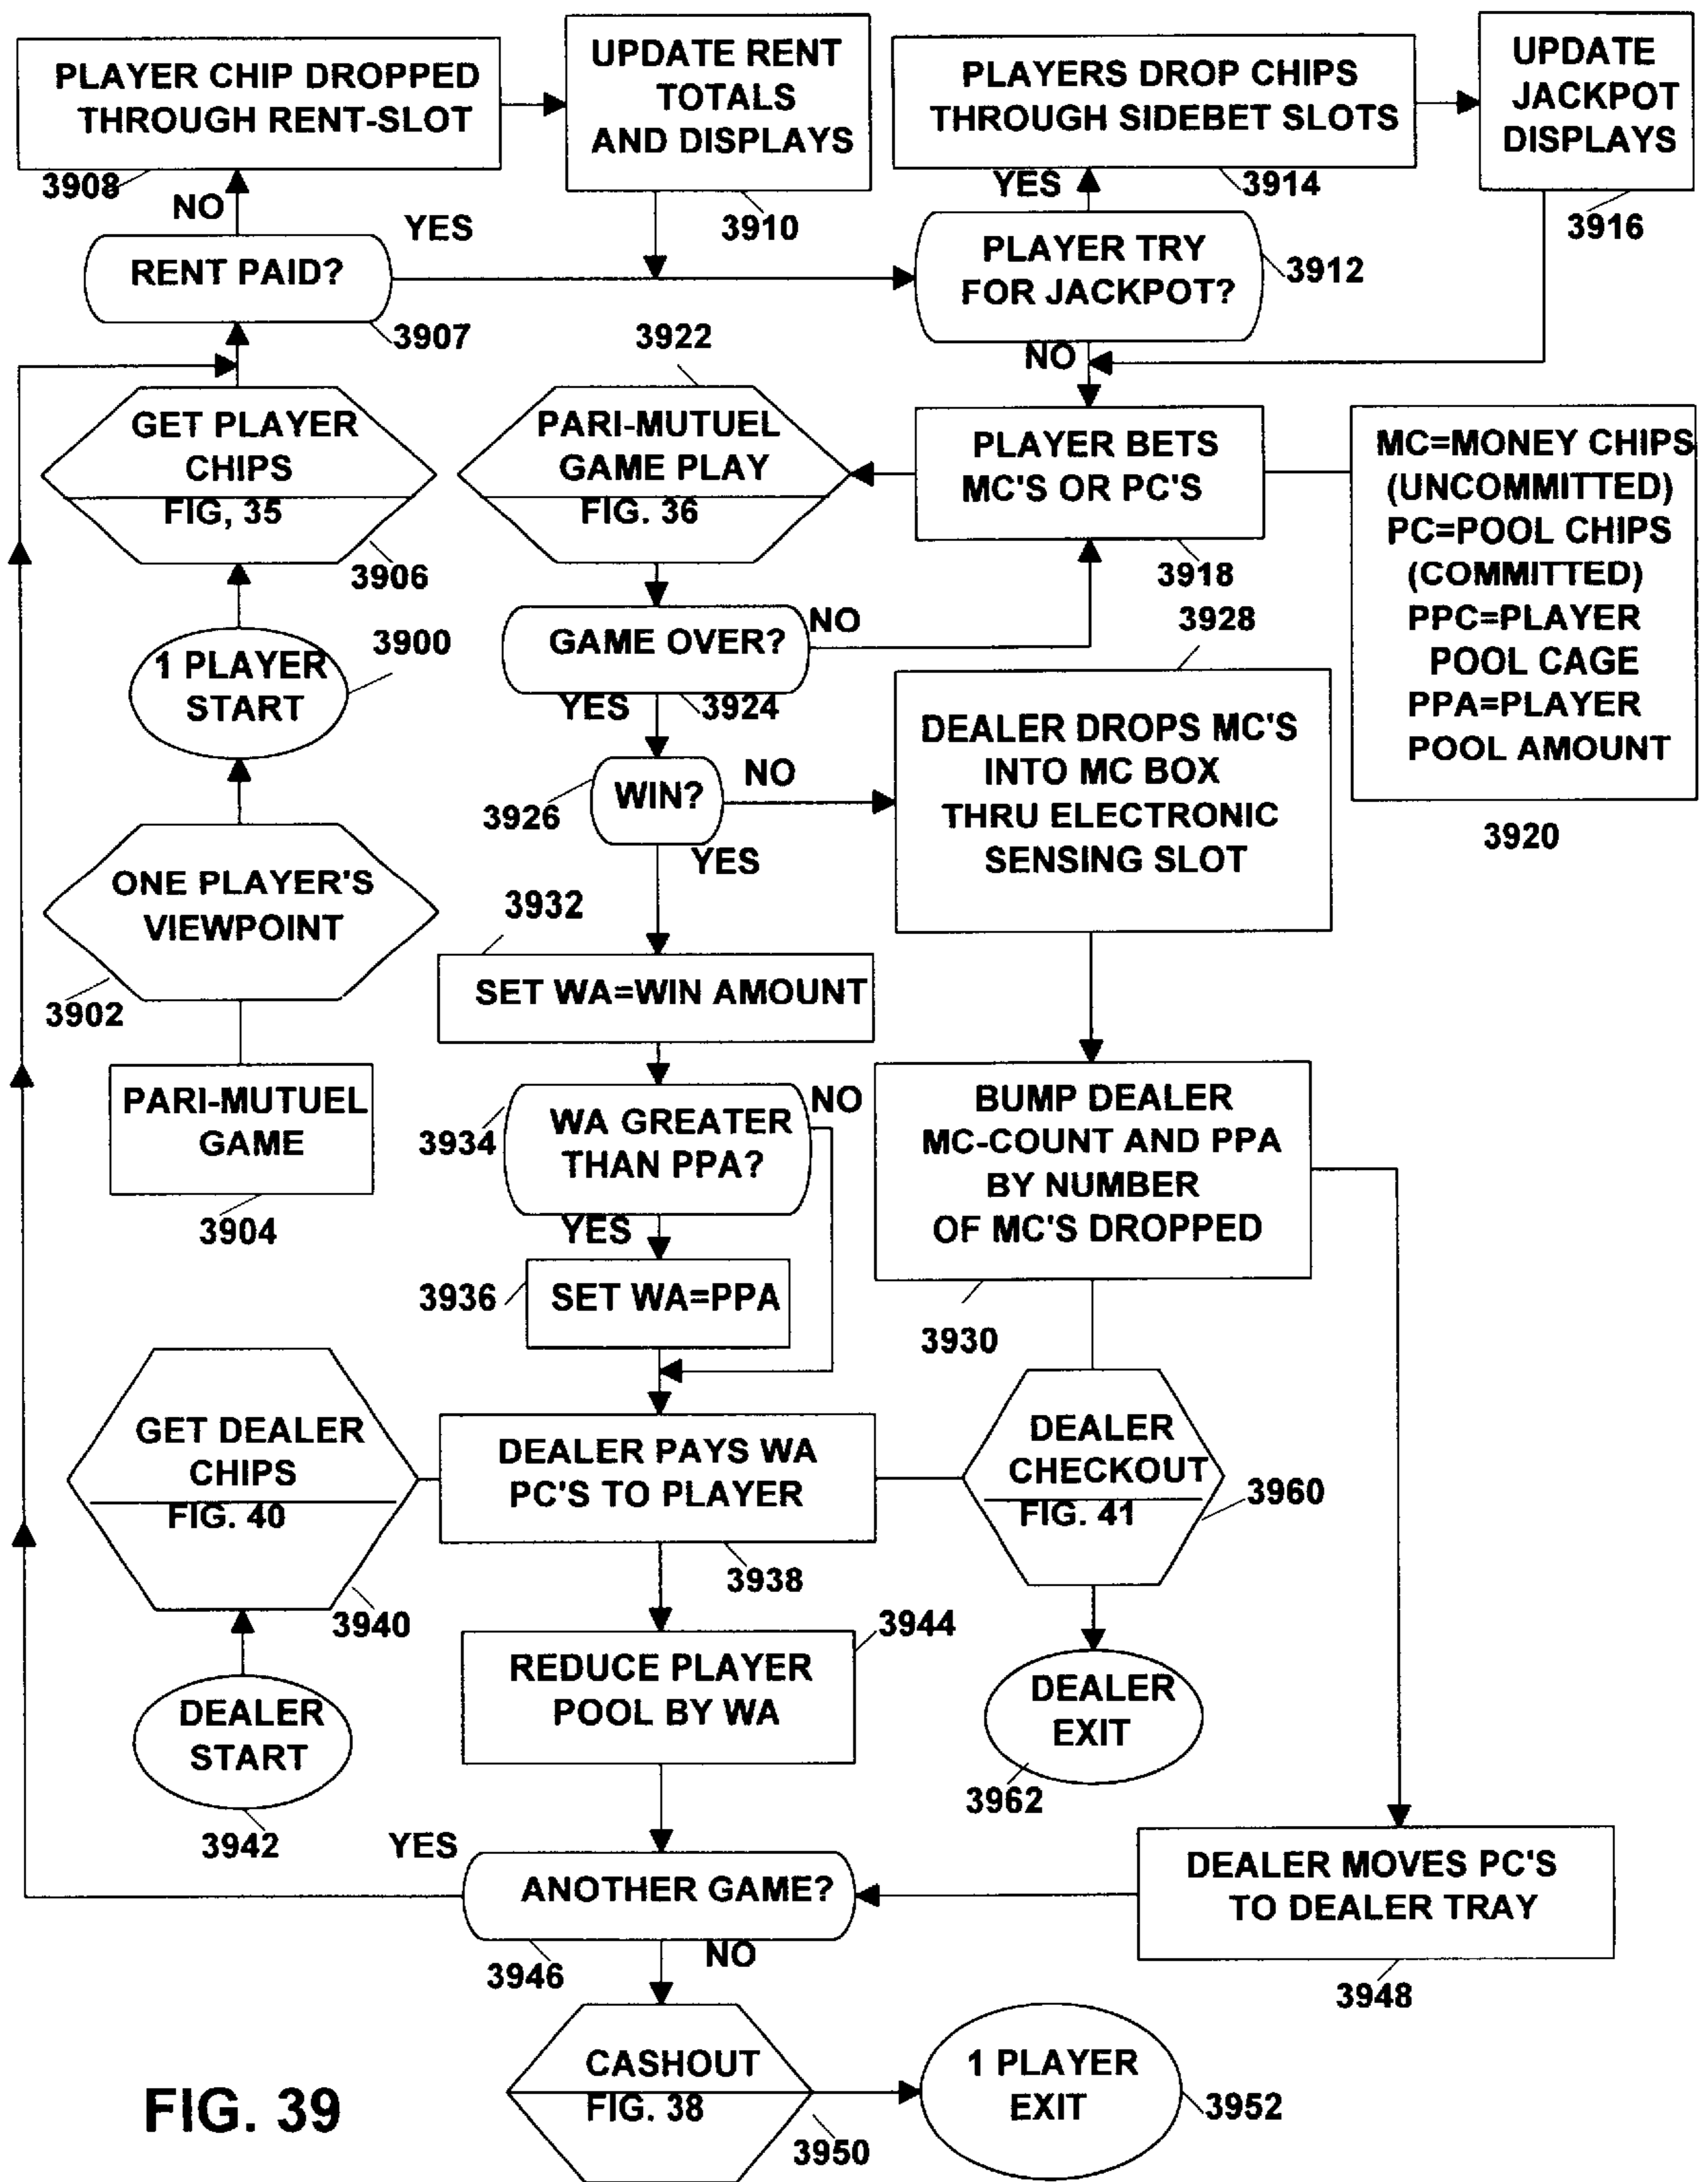 PLAYER CHIP DROPPED
THROUGH RENT-SLOT
3908
UPDATE RENT
TOTALS
AND DISPLAYS
3910
PLAYERS DROP CHIPS
THROUGH SIDEBET SLOTS
3914
UPDATE
JACKPOT
DISPLAYS
3916
NO
YES
YES
RENT PAID?
3907
PLAYER TRY
FOR JACKPOT?
3912
NO
GET PLAYER
CHIPS
FIG, 35
3906
3922
PARI-MUTUEL
GAME PLAY
FIG. 36
PLAYER BETS
MC'S OR PC'S
3918
MC=MONEY CHIPS
(UNCOMMITTED)
PC=POOL CHIPS
(COMMITTED)
PPC=PLAYER
POOL CAGE
PPA=PLAYER
POOL AMOUNT
3920
1 PLAYER
START
3900
GAME OVER?
NO
YES
3924
3928
DEALER DROPS MC'S
INTO MC BOX
THRU ELECTRONIC
SENSING SLOT
WIN?
3926
NO
YES
ONE PLAYER'S
VIEWPOINT
3902
3932
SET WA=WIN AMOUNT
PARI-MUTUEL
GAME
3904
WA GREATER
THAN PPA?
3934
NO
YES
BUMP DEALER
MC-COUNT AND PPA
BY NUMBER
OF MC'S DROPPED
3930
3936
SET WA=PPA
GET DEALER
CHIPS
FIG. 40
3940
DEALER PAYS WA
PC'S TO PLAYER
3938
DEALER
CHECKOUT
FIG. 41
3960
3944
REDUCE PLAYER
POOL BY WA
DEALER
START
3942
DEALER
EXIT
3962
YES
ANOTHER GAME?
3946
NO
DEALER MOVES PC'S
TO DEALER TRAY
3948
CASHOUT
FIG. 38
3950
1 PLAYER
EXIT
3952
FIG. 39